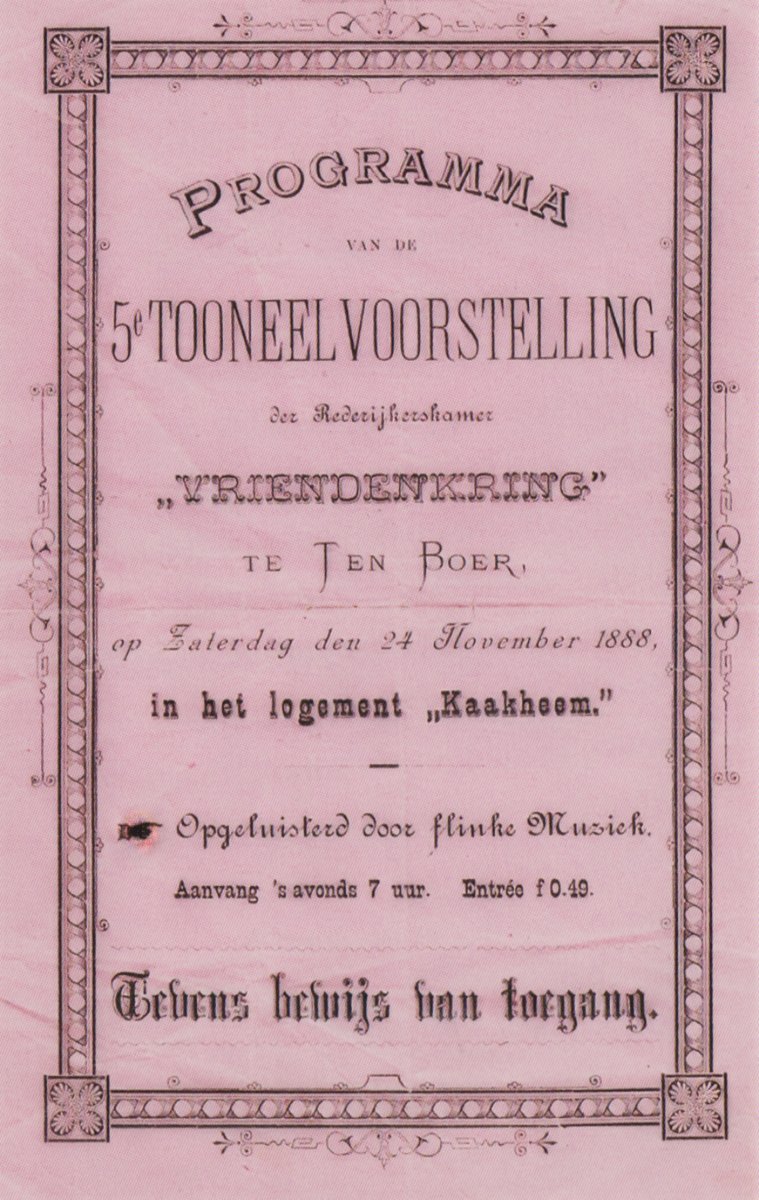 PROGRAMMA
VAN DE
5e TOONEELVOORSTELLING
der Rederijkerskamer
„VRIENDENKRING”
TE TEN BOER,
op Zaterdag den 24 November 1888,
in het logement „Kaakheem.”
Opgeluisterd door flinke Muziek.
Aanvang 's avonds 7 uur. Entrée f 0.49.
Tevens bewijs van toegang.